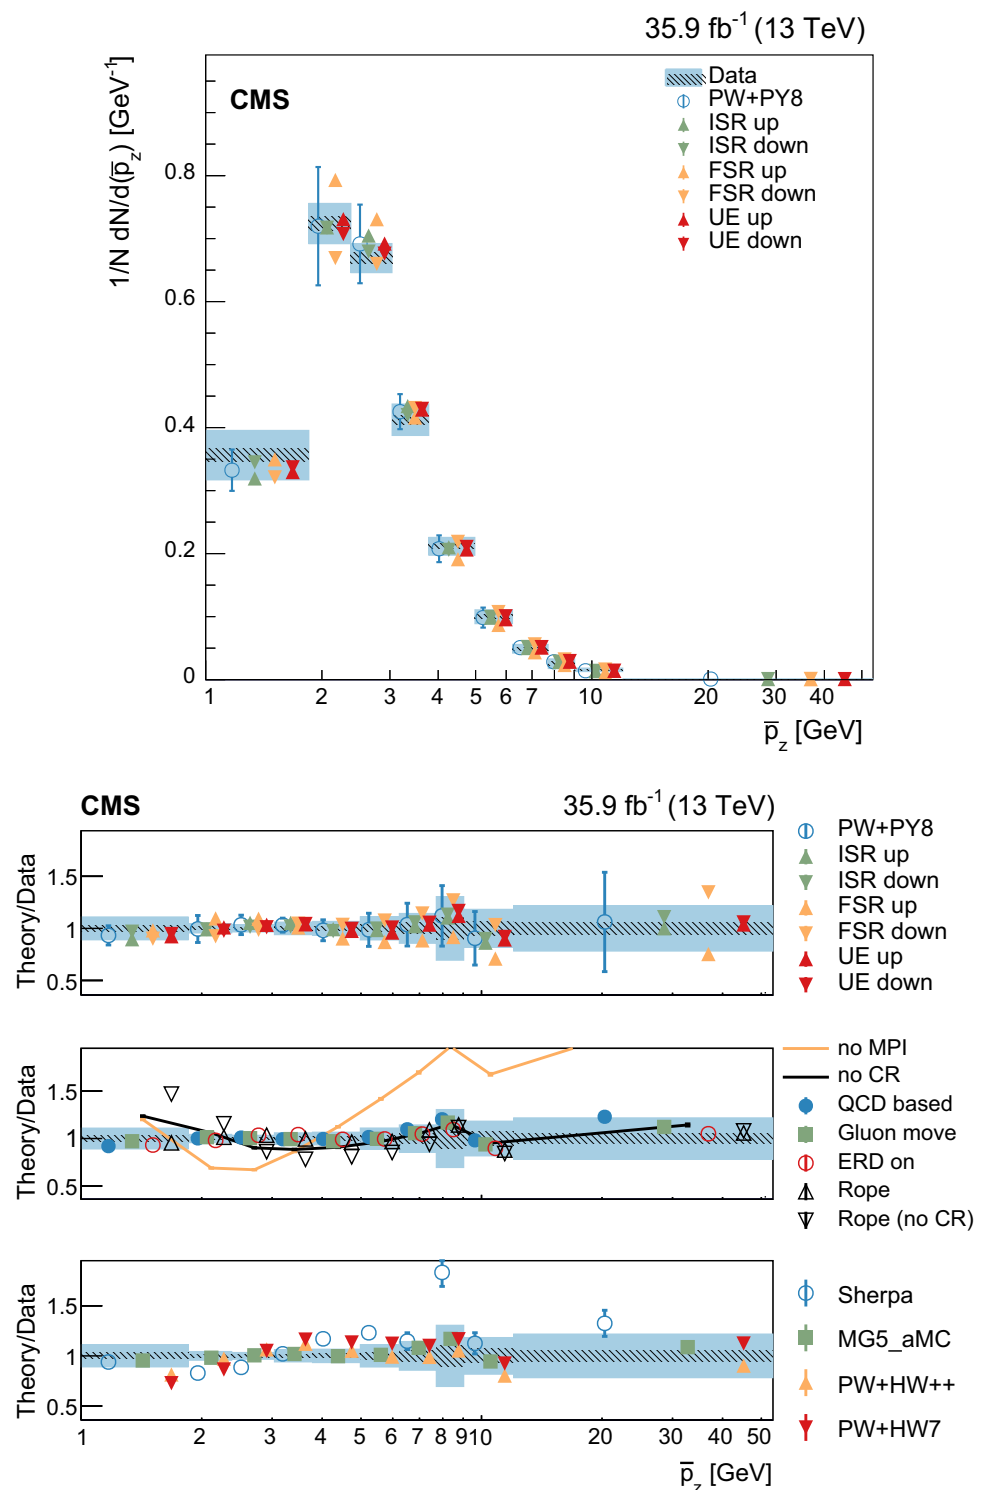 35.9 fb⁻¹ (13 TeV)
CMS
1/N dN/d(p̅_z) [GeV⁻¹]
Data
PW+PY8
ISR up
ISR down
FSR up
FSR down
UE up
UE down
0.8
0.6
0.4
0.2
0
1 2 3 4 5 6 7 10 20 30 40
p̅_z [GeV]
CMS
35.9 fb⁻¹ (13 TeV)
Theory/Data
1.5
1
0.5
PW+PY8
ISR up
ISR down
FSR up
FSR down
UE up
UE down
Theory/Data
1.5
1
0.5
no MPI
no CR
QCD based
Gluon move
ERD on
Rope
Rope (no CR)
Theory/Data
1.5
1
0.5
Sherpa
MG5_aMC
PW+HW++
PW+HW7
1 2 3 4 5 6 7 8 910 20 30 40 50
p̅_z [GeV]